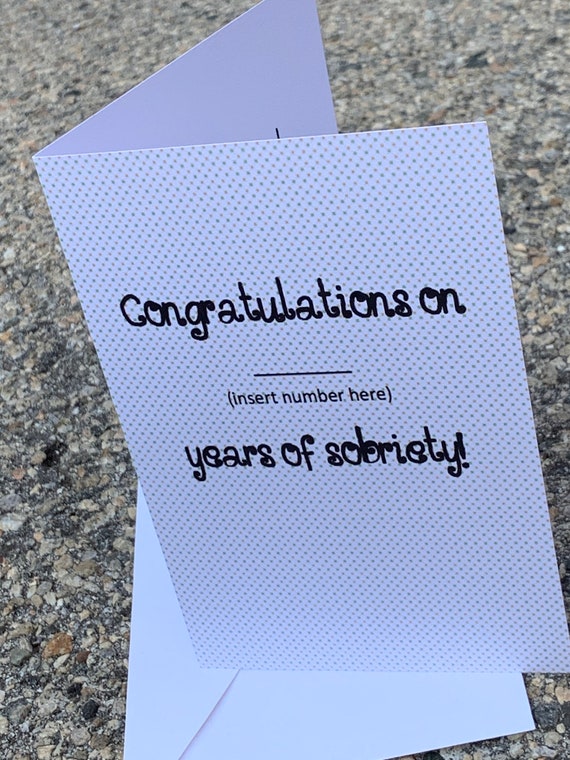 Congratulations on
(insert number here)
years of sobriety!